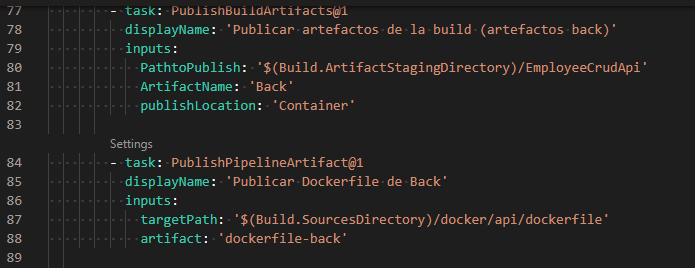 77 - task: PublishBuildArtifacts@1
78 displayName: 'Publicar artefactos de la build (artefactos back)'
79 inputs:
80 PathtoPublish: '$(Build.ArtifactStagingDirectory)/EmployeeCrudApi'
81 ArtifactName: 'Back'
82 publishLocation: 'Container'
83
Settings
84 - task: PublishPipelineArtifact@1
85 displayName: 'Publicar Dockerfile de Back'
86 inputs:
87 targetPath: '$(Build.SourcesDirectory)/docker/api/dockerfile'
88 artifact: 'dockerfile-back'
89